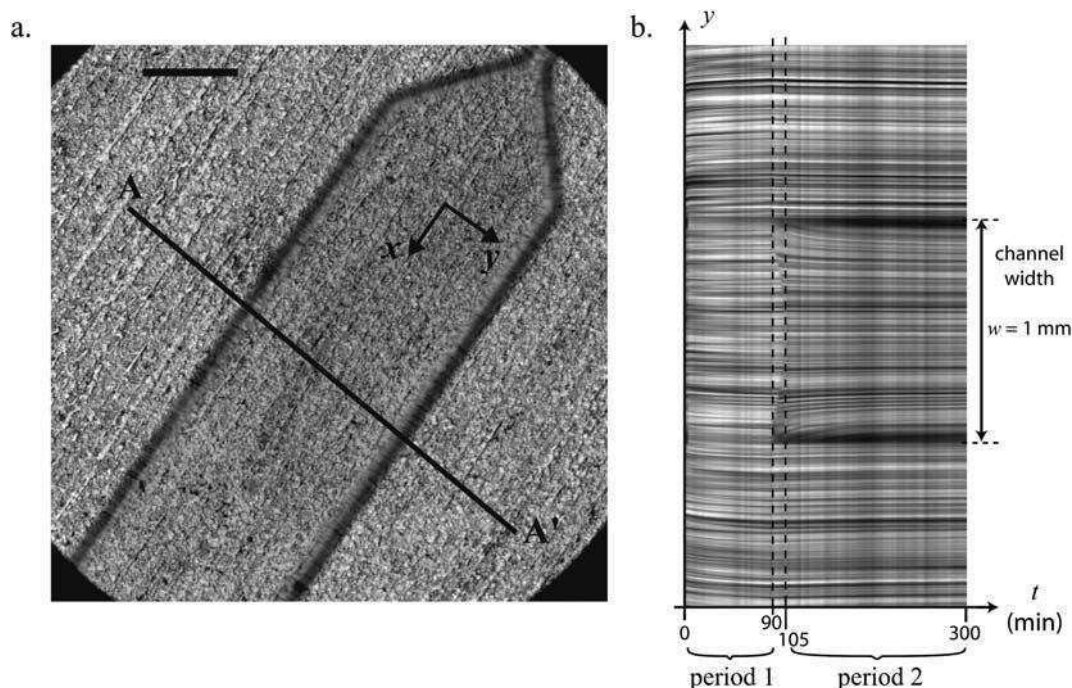 a.
A
x
y
A'
b.
y
channel
width
w = 1 mm
t
(min)
0
90
105
300
period 1
period 2